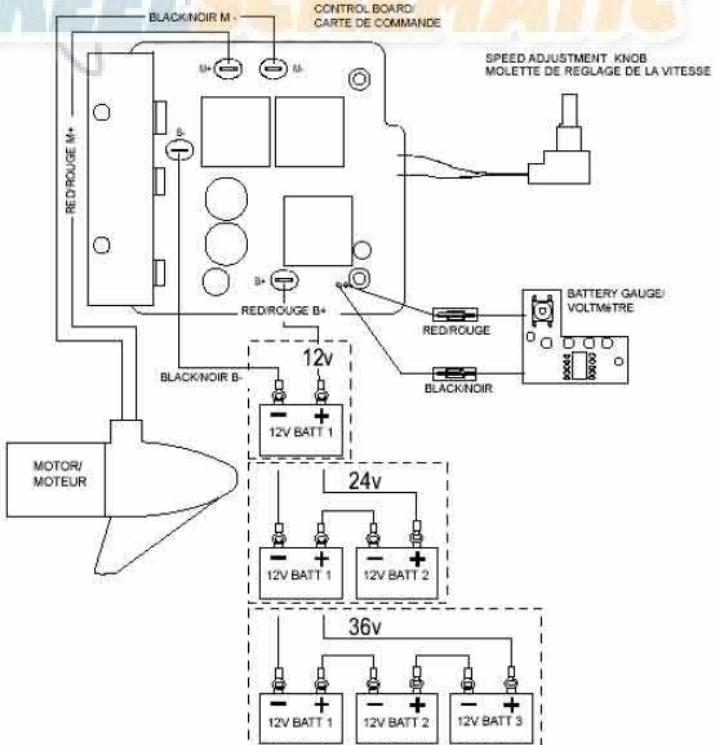 CONTROL BOARD/
CARTE DE COMMANDE
BLACK/NOIR M -
M+
M-
SPEED ADJUSTMENT KNOB
MOLETTE DE REGLAGE DE LA VITESSE
RED/ROUGE M+
B-
B+
RED/ROUGE B+
BATTERY GAUGE/
VOLTMèTRE
RED/ROUGE
BLACK/NOIR
BLACK/NOIR B-
12v
- +
12V BATT 1
MOTOR/
MOTEUR
24v
- + - +
12V BATT 1 12V BATT 2
36v
- + - + - +
12V BATT 1 12V BATT 2 12V BATT 3